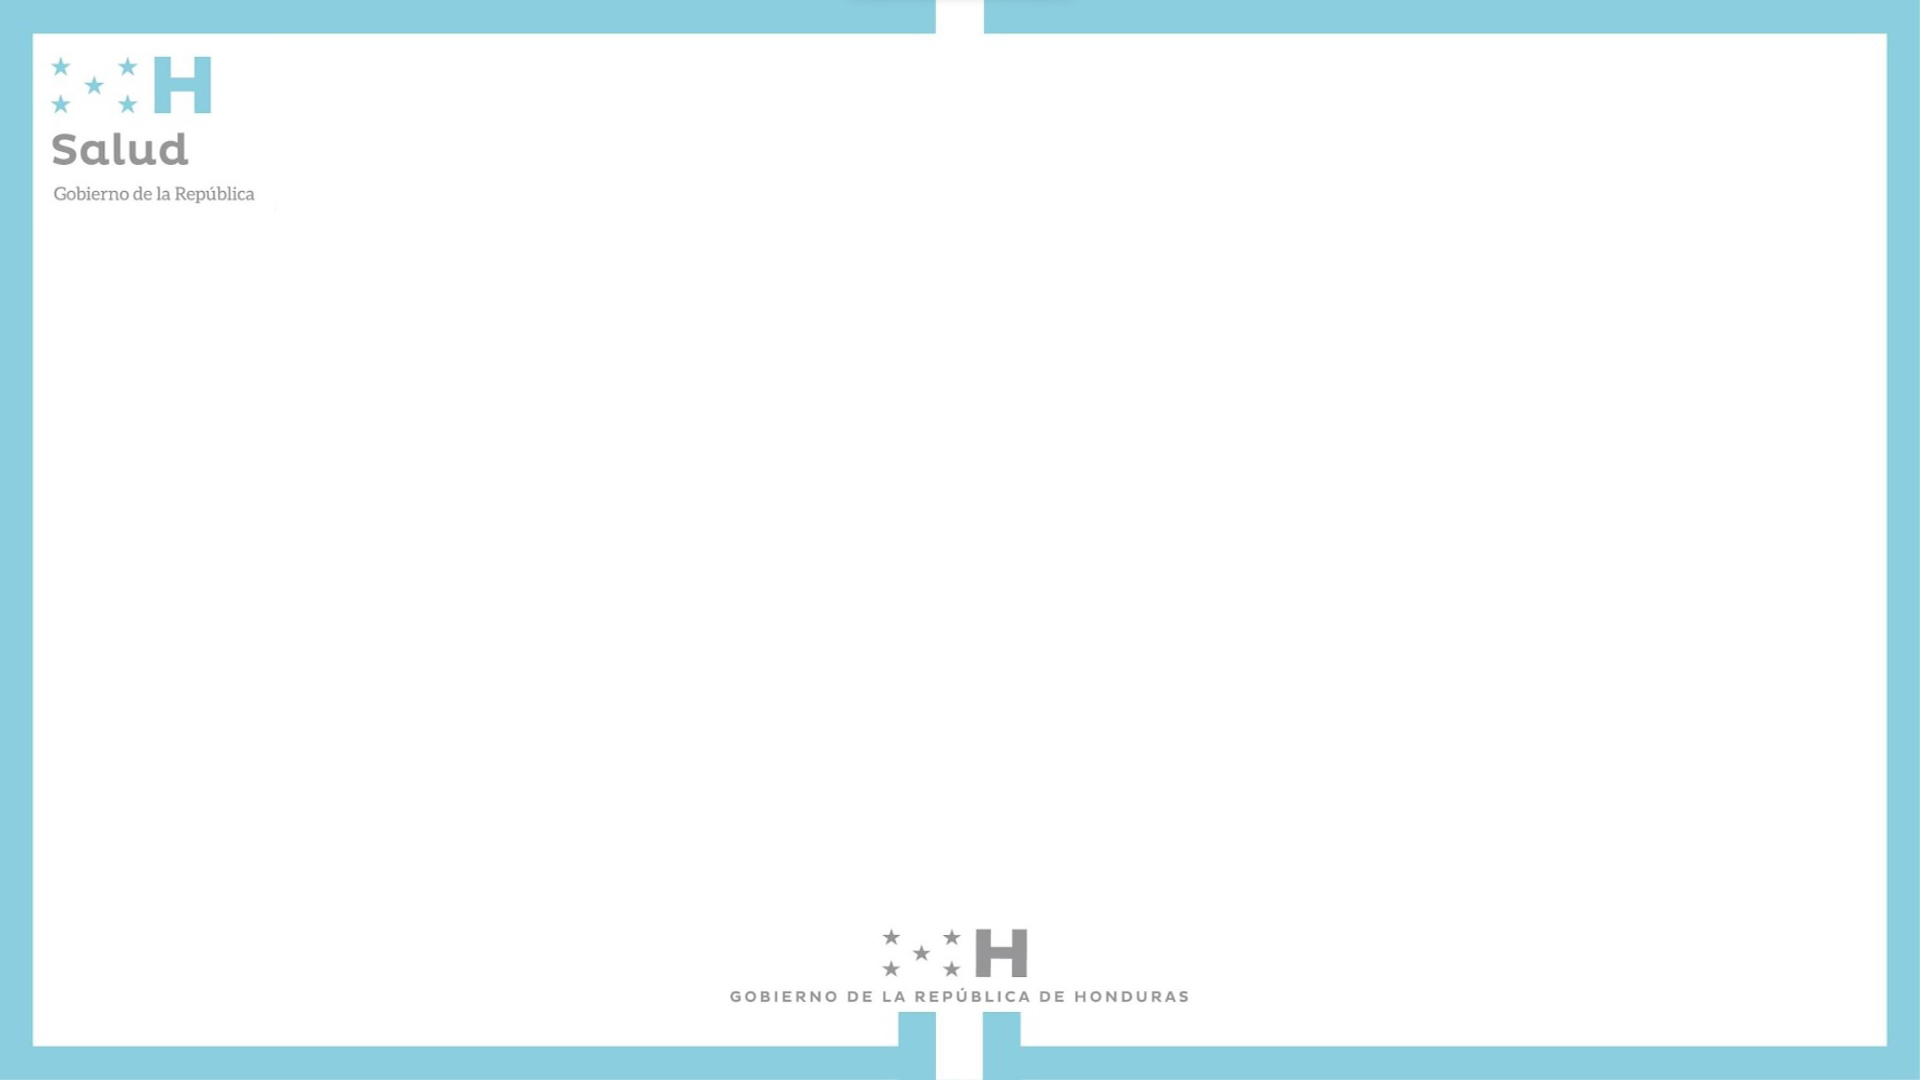 H
Salud
Gobierno de la República
H
GOBIERNO DE LA REPÚBLICA DE HONDURAS